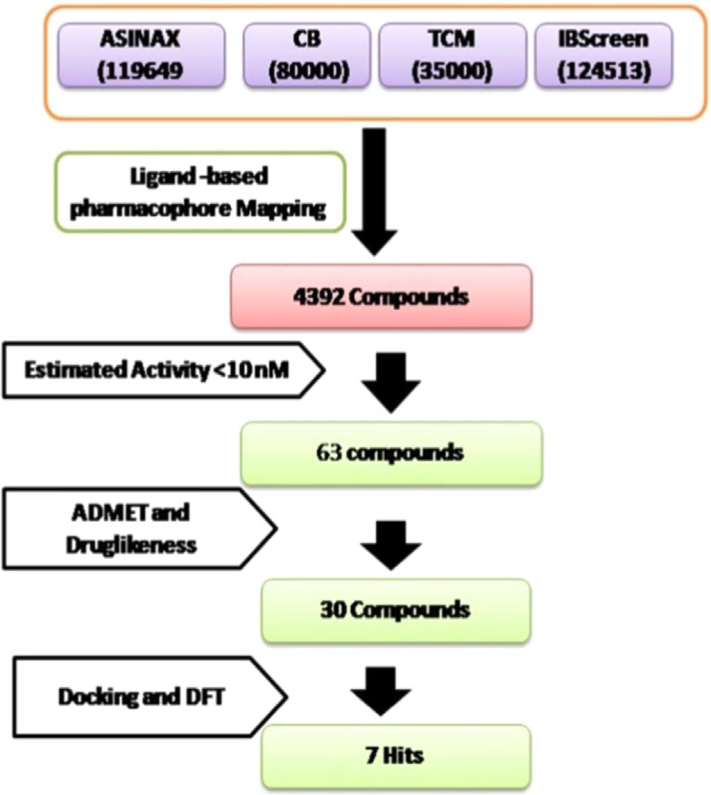 ASINAX
(119649
CB
(80000)
TCM
(35000)
IBScreen
(124513)
Ligand -based
pharmacophore Mapping
4392 Compounds
Estimated Activity <10nM
63 compounds
ADMET and
Druglikeness
30 Compounds
Docking and DFT
7 Hits